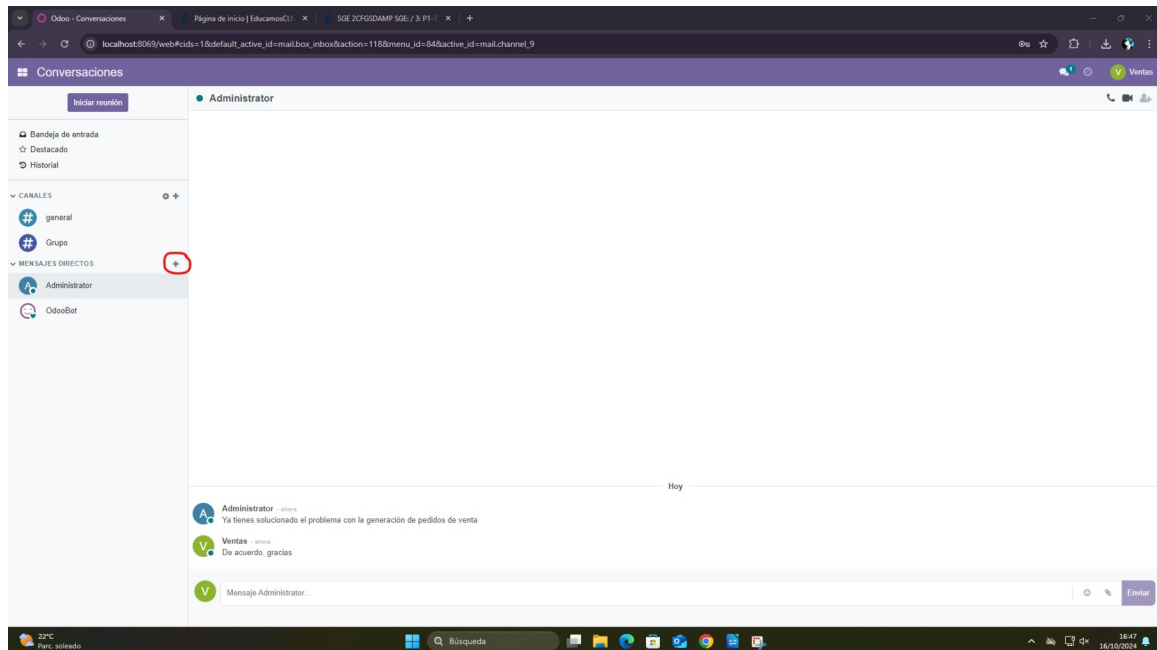 Odoo - Conversaciones
Página de inicio | EducamosCL
SGE 2CFGSDAMP SGE: / 3: P1-
localhost:8069/web#cids=1&default_active_id=mail.box_inbox&action=118&menu_id=84&active_id=mail.channel_9
Conversaciones
1
V Ventas
Iniciar reunión
Administrator
Bandeja de entrada
Destacado
Historial
CANALES
# general
# Grupo
MENSAJES DIRECTOS
A Administrator
OdooBot
Hoy
A Administrator - ahora
Ya tienes solucionado el problema con la generación de pedidos de venta
V Ventas - ahora
De acuerdo, gracias
V Mensaje Administrator...
Enviar
22°C
Parc. soleado
Búsqueda
16:47
16/10/2024